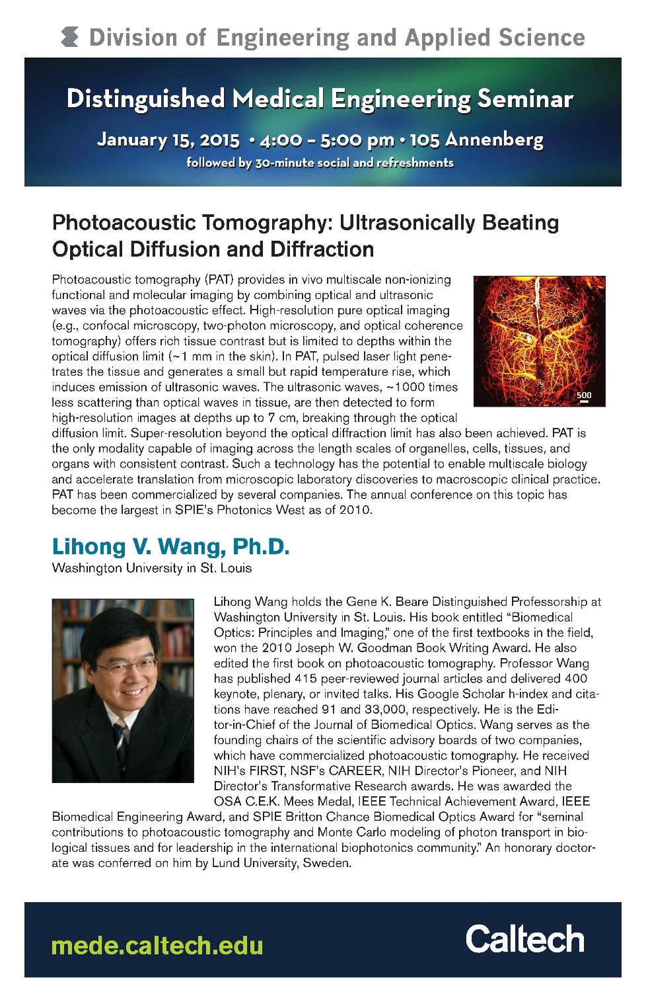 Division of Engineering and Applied Science
Distinguished Medical Engineering Seminar
January 15, 2015 • 4:00 – 5:00 pm • 105 Annenberg
followed by 30-minute social and refreshments
Photoacoustic Tomography: Ultrasonically Beating
Optical Diffusion and Diffraction
Photoacoustic tomography (PAT) provides in vivo multiscale non-ionizing
functional and molecular imaging by combining optical and ultrasonic
waves via the photoacoustic effect. High-resolution pure optical imaging
(e.g., confocal microscopy, two-photon microscopy, and optical coherence
tomography) offers rich tissue contrast but is limited to depths within the
optical diffusion limit (~1 mm in the skin). In PAT, pulsed laser light pene-
trates the tissue and generates a small but rapid temperature rise, which
induces emission of ultrasonic waves. The ultrasonic waves, ~1000 times
less scattering than optical waves in tissue, are then detected to form
high-resolution images at depths up to 7 cm, breaking through the optical
diffusion limit. Super-resolution beyond the optical diffraction limit has also been achieved. PAT is
the only modality capable of imaging across the length scales of organelles, cells, tissues, and
organs with consistent contrast. Such a technology has the potential to enable multiscale biology
and accelerate translation from microscopic laboratory discoveries to macroscopic clinical practice.
PAT has been commercialized by several companies. The annual conference on this topic has
become the largest in SPIE's Photonics West as of 2010.
500
Lihong V. Wang, Ph.D.
Washington University in St. Louis
Lihong Wang holds the Gene K. Beare Distinguished Professorship at
Washington University in St. Louis. His book entitled “Biomedical
Optics: Principles and Imaging,” one of the first textbooks in the field,
won the 2010 Joseph W. Goodman Book Writing Award. He also
edited the first book on photoacoustic tomography. Professor Wang
has published 415 peer-reviewed journal articles and delivered 400
keynote, plenary, or invited talks. His Google Scholar h-index and cita-
tions have reached 91 and 33,000, respectively. He is the Edi-
tor-in-Chief of the Journal of Biomedical Optics. Wang serves as the
founding chairs of the scientific advisory boards of two companies,
which have commercialized photoacoustic tomography. He received
NIH's FIRST, NSF's CAREER, NIH Director's Pioneer, and NIH
Director's Transformative Research awards. He was awarded the
OSA C.E.K. Mees Medal, IEEE Technical Achievement Award, IEEE
Biomedical Engineering Award, and SPIE Britton Chance Biomedical Optics Award for “seminal
contributions to photoacoustic tomography and Monte Carlo modeling of photon transport in bio-
logical tissues and for leadership in the international biophotonics community.” An honorary doctor-
ate was conferred on him by Lund University, Sweden.
mede.caltech.edu
Caltech